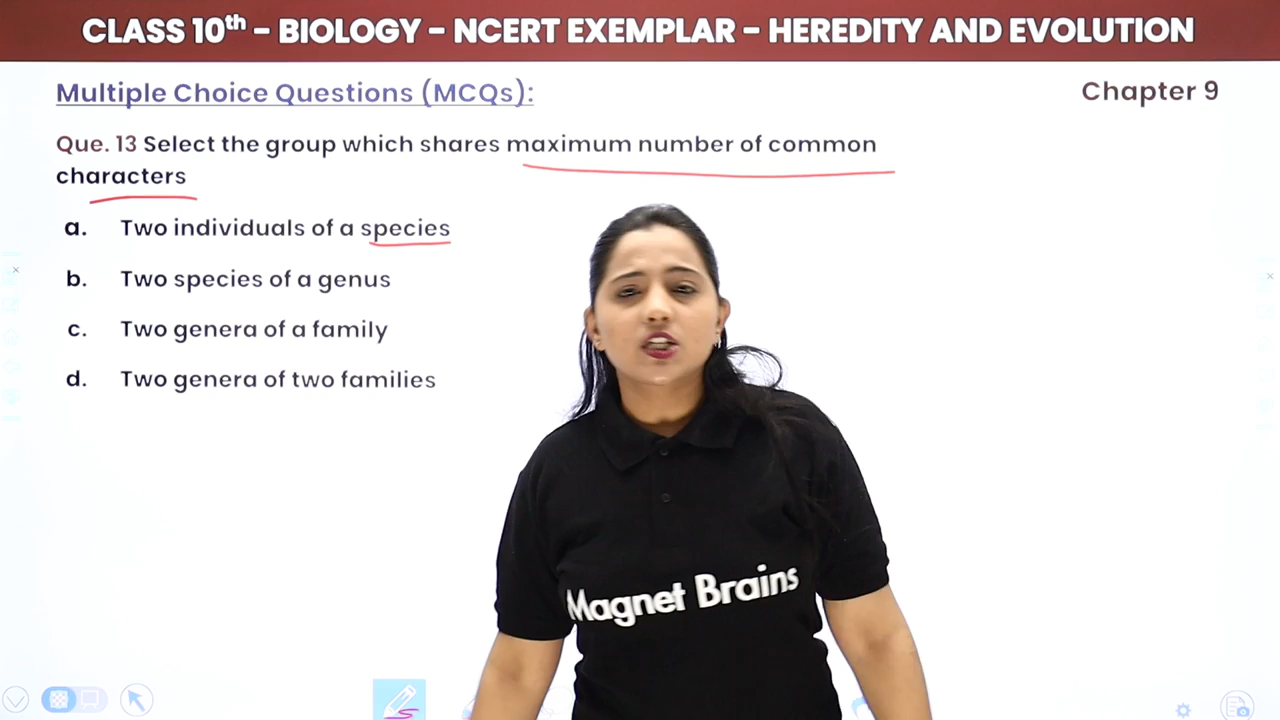 CLASS 10th – BIOLOGY – NCERT EXEMPLAR – HEREDITY AND EVOLUTION
Multiple Choice Questions (MCQs):
Chapter 9
Que. 13 Select the group which shares maximum number of common
characters
a. Two individuals of a species
b. Two species of a genus
c. Two genera of a family
d. Two genera of two families
Magnet Brains